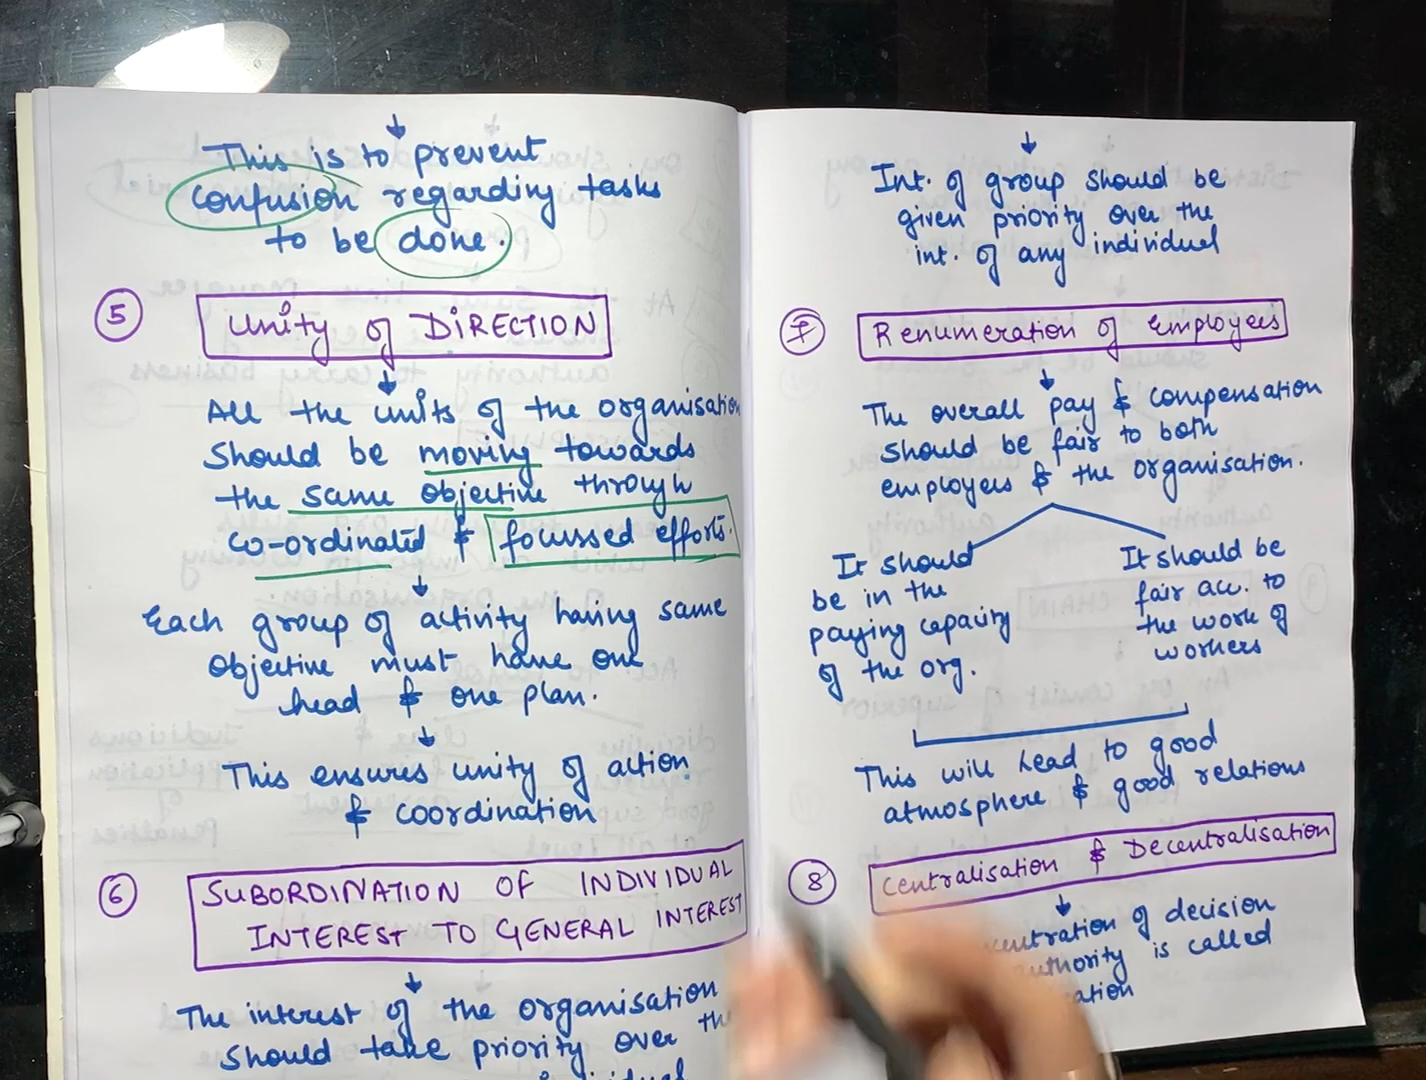 This is to prevent
confusion regarding tasks
to be done.
5 Unity of DIRECTION
All the units of the organisation
should be moving towards
the same objective through
co-ordinated & focussed efforts.
Each group of activity having same
objective must have one
head & one plan.
This ensures unity of action
& coordination
6 SUBORDINATION OF INDIVIDUAL
INTEREST TO GENERAL INTEREST
The interest of the organisation
should take priority over
Int. of group should be
given priority over the
int. of any individual
7 Renumeration of employees
The overall pay & compensation
should be fair to both
employees & the organisation.
It should
be in the
paying capacity
of the org.
It should be
fair acc. to
the work of
workers
This will lead to good
atmosphere & good relations
8 Centralisation & Decentralisation
of decision
is called